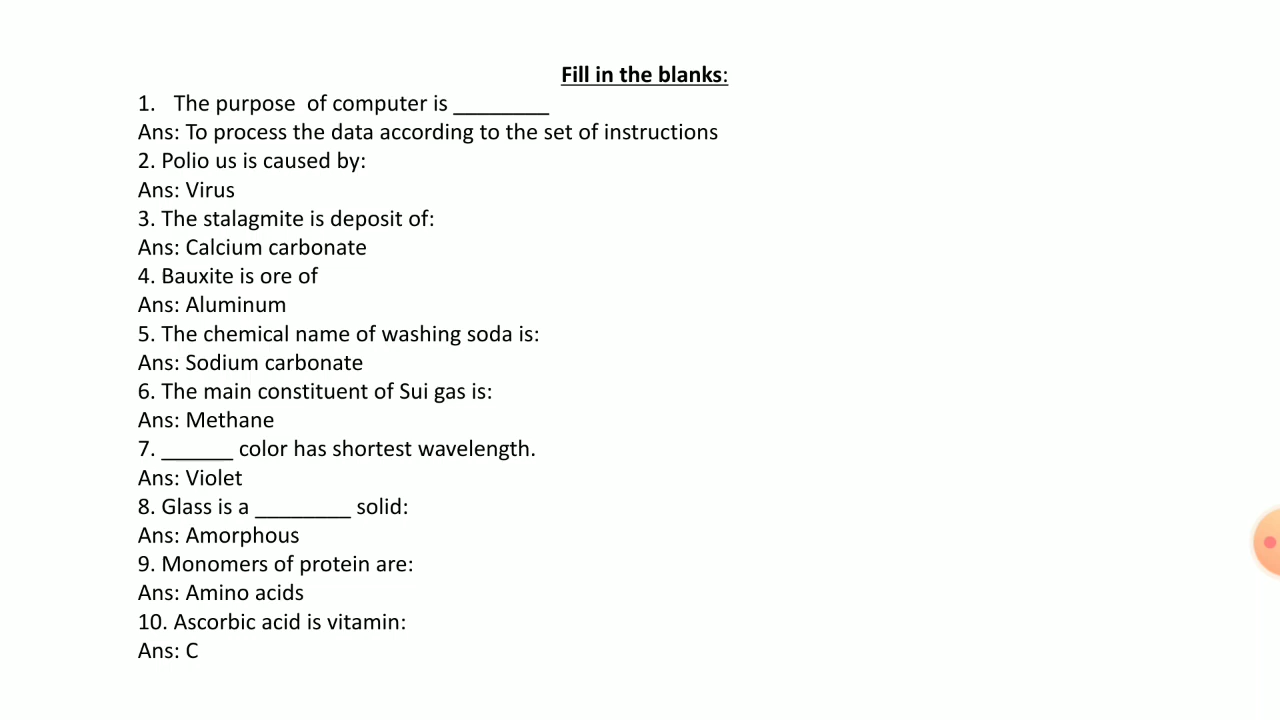 Fill in the blanks:
1. The purpose of computer is ________
Ans: To process the data according to the set of instructions
2. Polio us is caused by:
Ans: Virus
3. The stalagmite is deposit of:
Ans: Calcium carbonate
4. Bauxite is ore of
Ans: Aluminum
5. The chemical name of washing soda is:
Ans: Sodium carbonate
6. The main constituent of Sui gas is:
Ans: Methane
7. ______ color has shortest wavelength.
Ans: Violet
8. Glass is a ________ solid:
Ans: Amorphous
9. Monomers of protein are:
Ans: Amino acids
10. Ascorbic acid is vitamin:
Ans: C